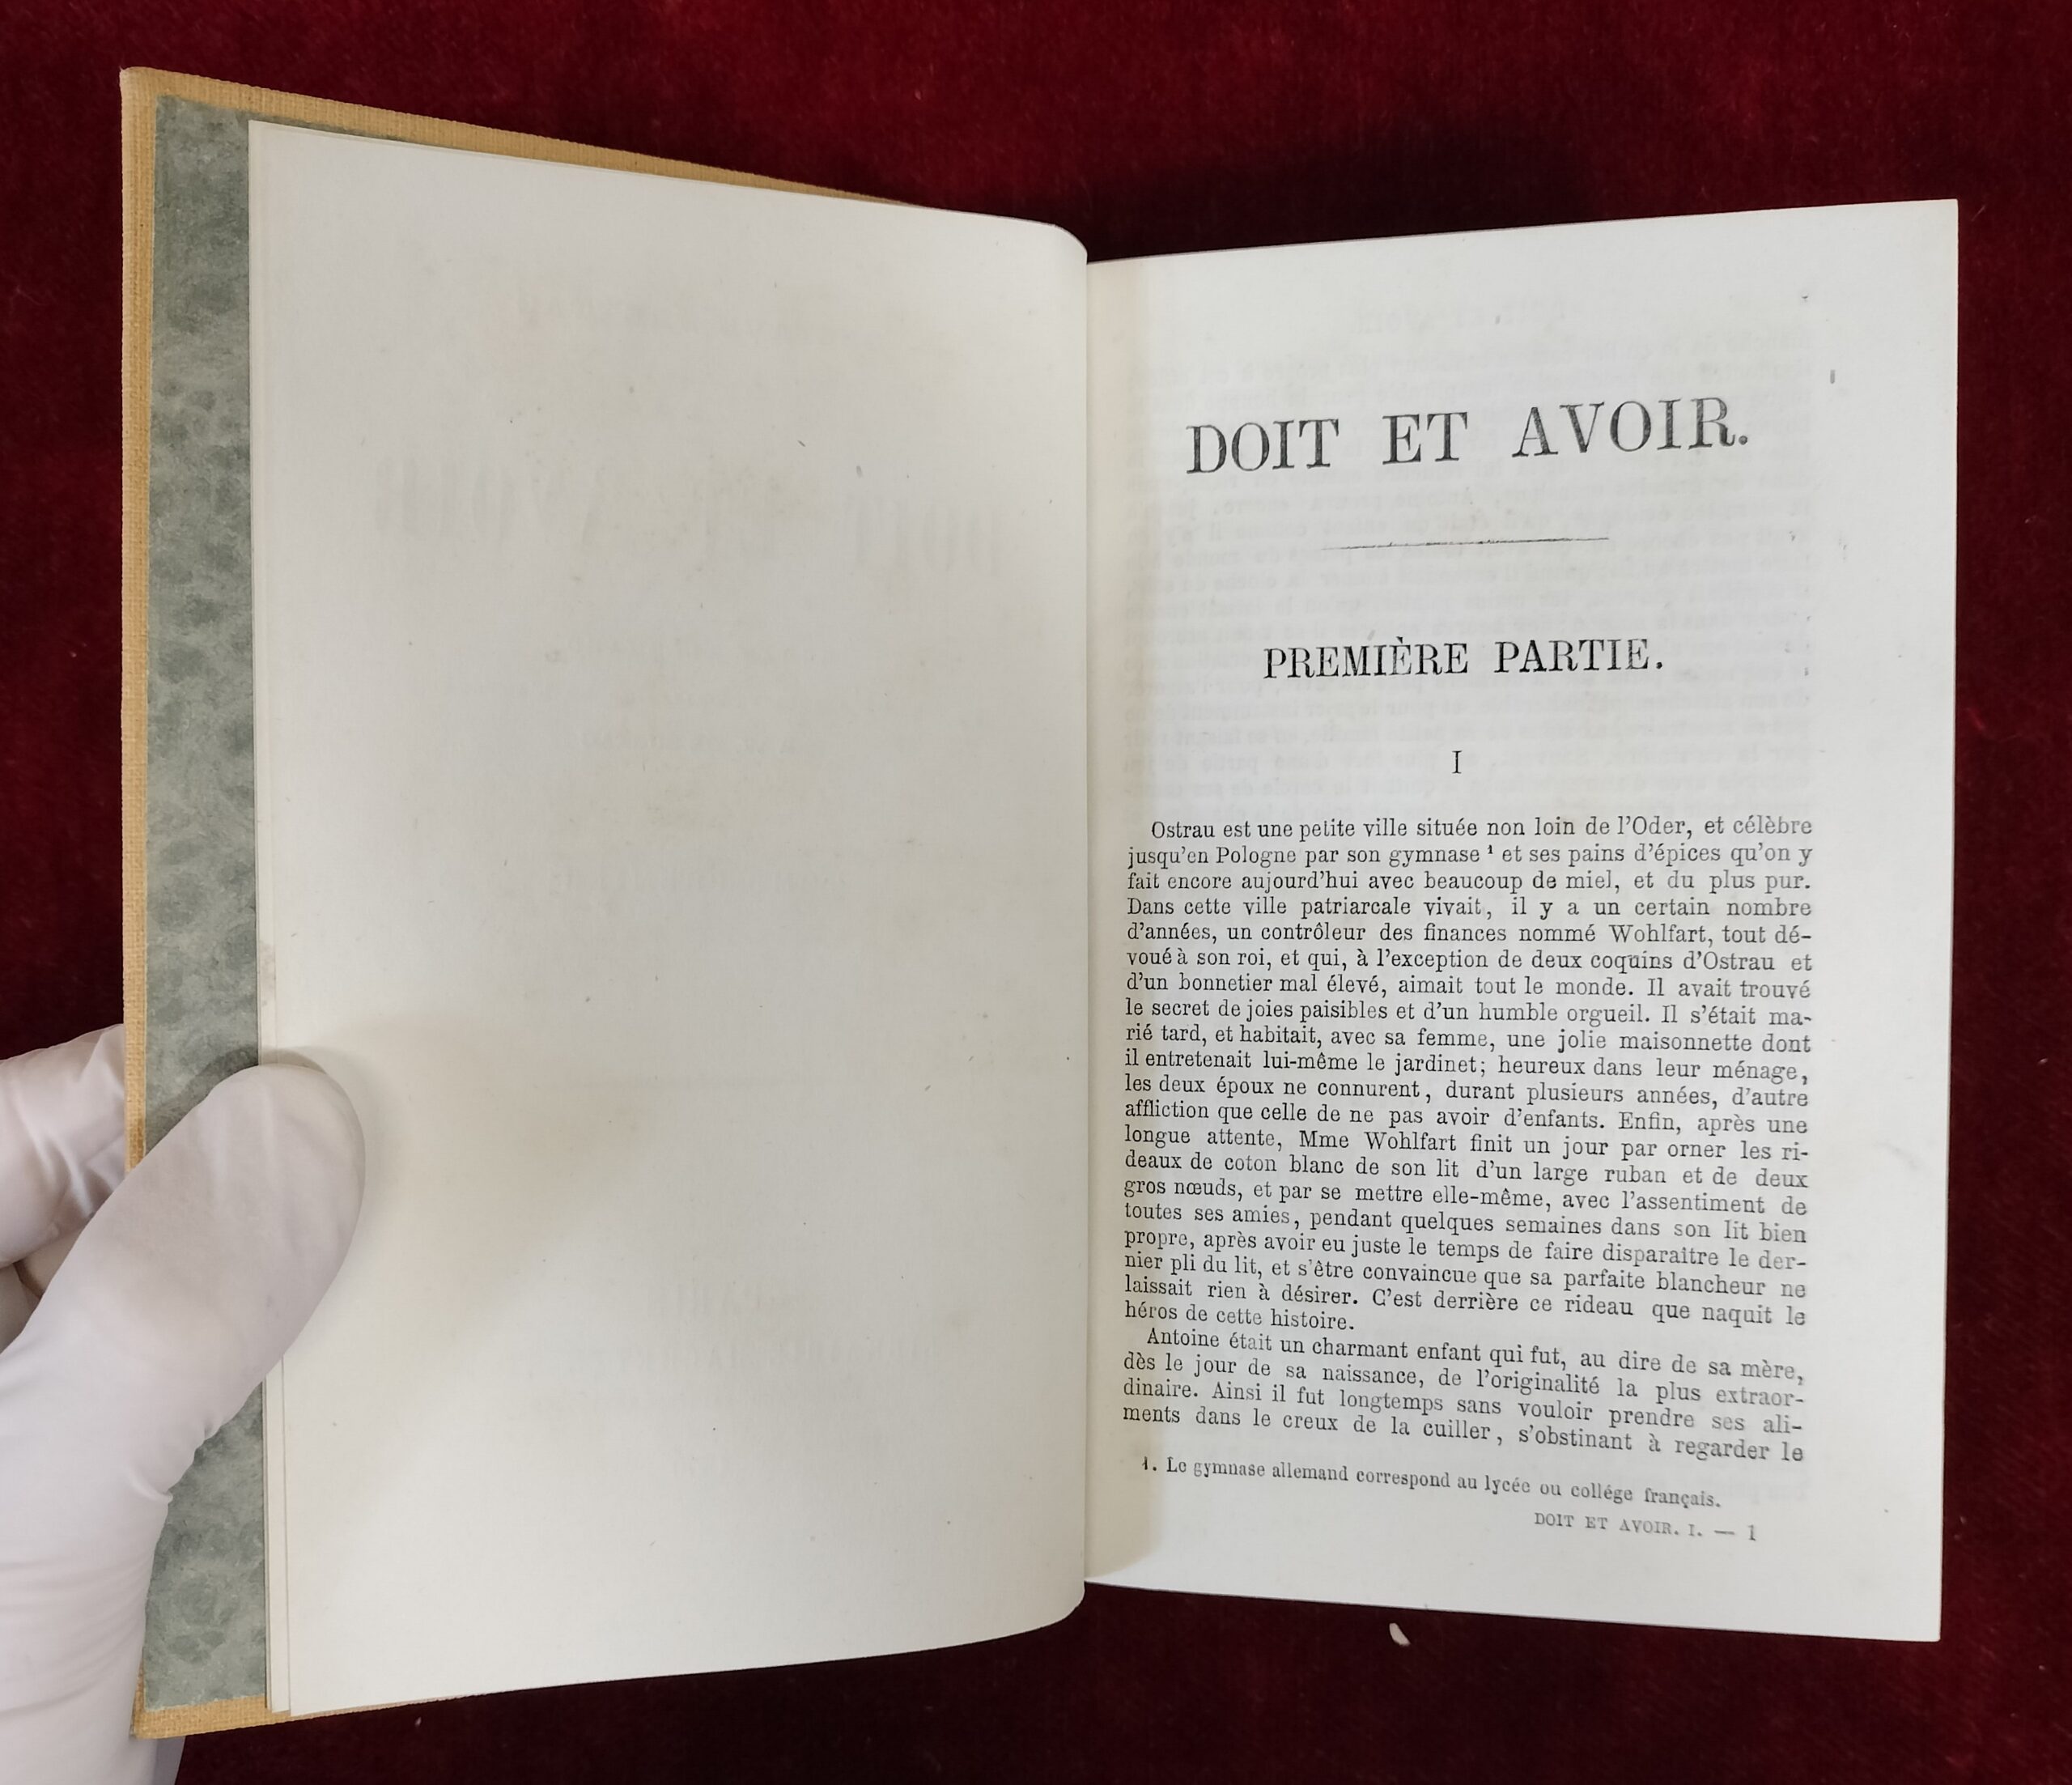 DOIT ET AVOIR.
PREMIÈRE PARTIE.
I
Ostrau est une petite ville située non loin de l'Oder, et célèbre
jusqu'en Pologne par son gymnase ¹ et ses pains d'épices qu'on y
fait encore aujourd'hui avec beaucoup de miel, et du plus pur.
Dans cette ville patriarcale vivait, il y a un certain nombre
d'années, un contrôleur des finances nommé Wohlfart, tout dé-
voué à son roi, et qui, à l'exception de deux coquins d'Ostrau et
d'un bonnetier mal élevé, aimait tout le monde. Il avait trouvé
le secret de joies paisibles et d'un humble orgueil. Il s'était ma-
rié tard, et habitait, avec sa femme, une jolie maisonnette dont
il entretenait lui-même le jardinet; heureux dans leur ménage,
les deux époux ne connurent, durant plusieurs années, d'autre
affliction que celle de ne pas avoir d'enfants. Enfin, après une
longue attente, Mme Wohlfart finit un jour par orner les ri-
deaux de coton blanc de son lit d'un large ruban et de deux
gros nœuds, et par se mettre elle-même, avec l'assentiment de
toutes ses amies, pendant quelques semaines dans son lit bien
propre, après avoir eu juste le temps de faire disparaitre le der-
nier pli du lit, et s'être convaincue que sa parfaite blancheur ne
laissait rien à désirer. C'est derrière ce rideau que naquit le
héros de cette histoire.
Antoine était un charmant enfant qui fut, au dire de sa mère,
dès le jour de sa naissance, de l'originalité la plus extraor-
dinaire. Ainsi il fut longtemps sans vouloir prendre ses ali-
ments dans le creux de la cuiller, s'obstinant à regarder le
1. Le gymnase allemand correspond au lycée ou collége français.
DOIT ET AVOIR. I. — 1